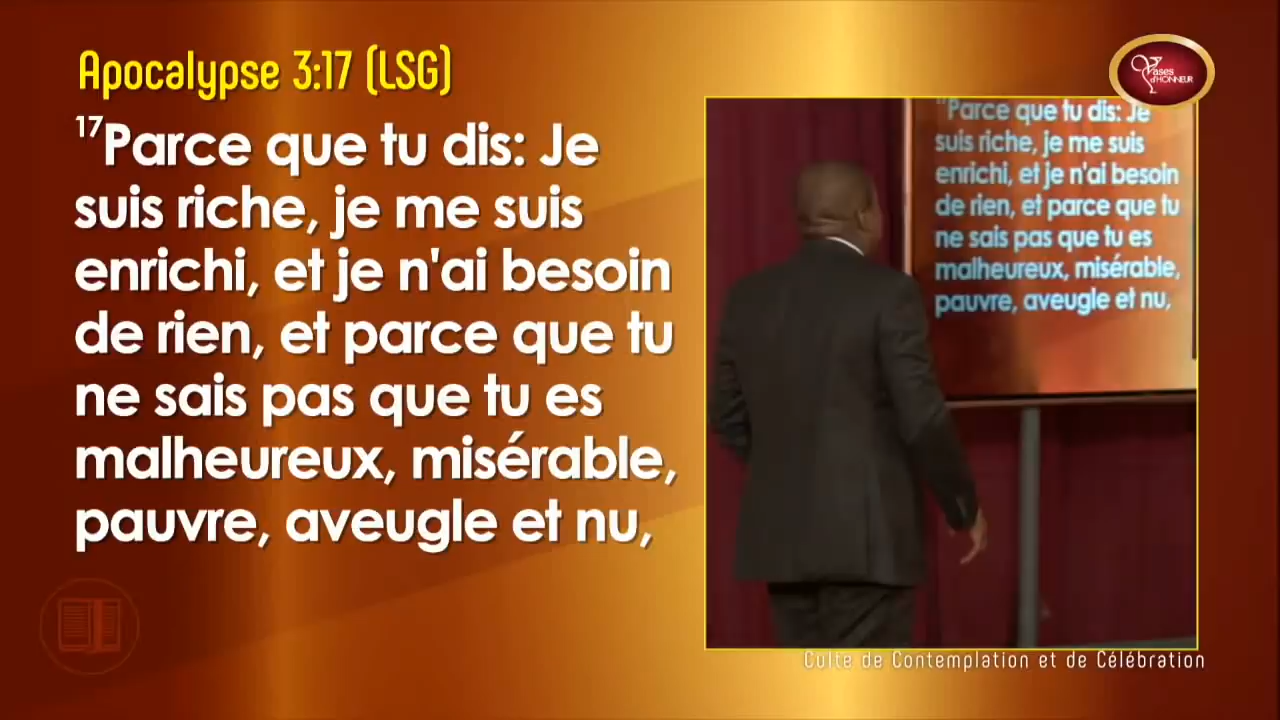 Apocalypse 3:17 (LSG)
17Parce que tu dis: Je
suis riche, je me suis
enrichi, et je n'ai besoin
de rien, et parce que tu
ne sais pas que tu es
malheureux, misérable,
pauvre, aveugle et nu,
Vases
d'HONNEUR
17Parce que tu dis: Je
suis riche, je me suis
enrichi, et je n'ai besoin
de rien, et parce que tu
ne sais pas que tu es
malheureux, misérable,
pauvre, aveugle et nu,
Culte de Contemplation et de Célébration